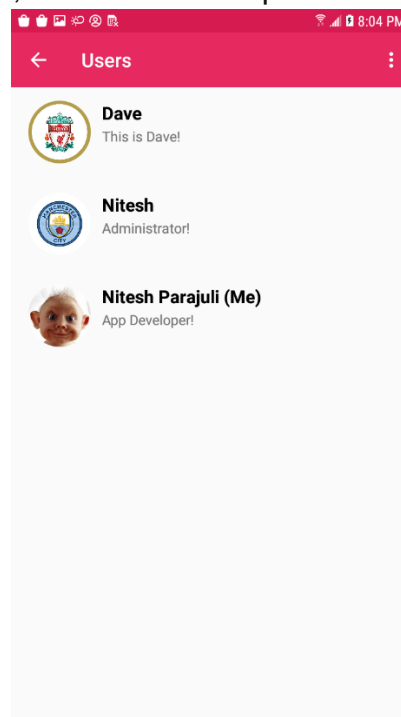 8:04 PM
Users
Dave
This is Dave!
Nitesh
Administrator!
Nitesh Parajuli (Me)
App Developer!